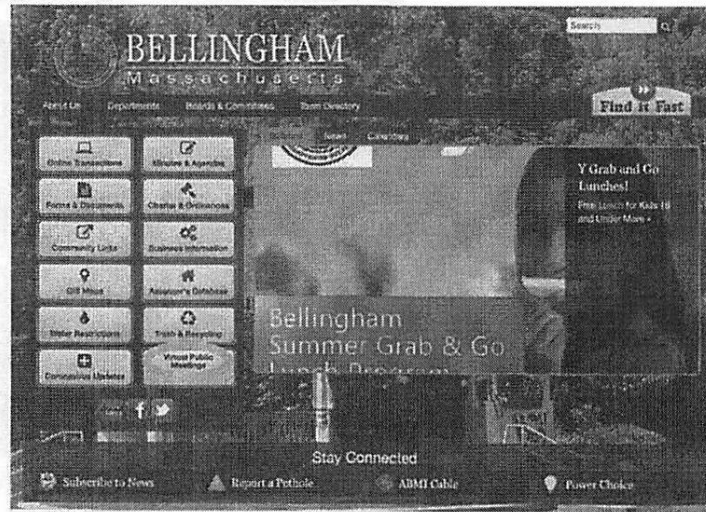 Search
BELLINGHAM
Massachusetts
About Us Departments Boards & Committees Town Directory
Find it Fast
News Calendars
Online Transactions
Minutes & Agendas
Forms & Documents
Charter & Ordinances
Community Links
Business Information
GIS Maps
Assessor's Database
Water Restrictions
Trash & Recycling
Coronavirus Updates
Virtual Public
Meetings
Y Grab and Go
Lunches!
Free Lunch for Kids 18
and Under More »
Bellingham
Summer Grab & Go
Lunch Program
Stay Connected
Subscribe to News
Report a Pothole
ABMI Cable
Power Choice